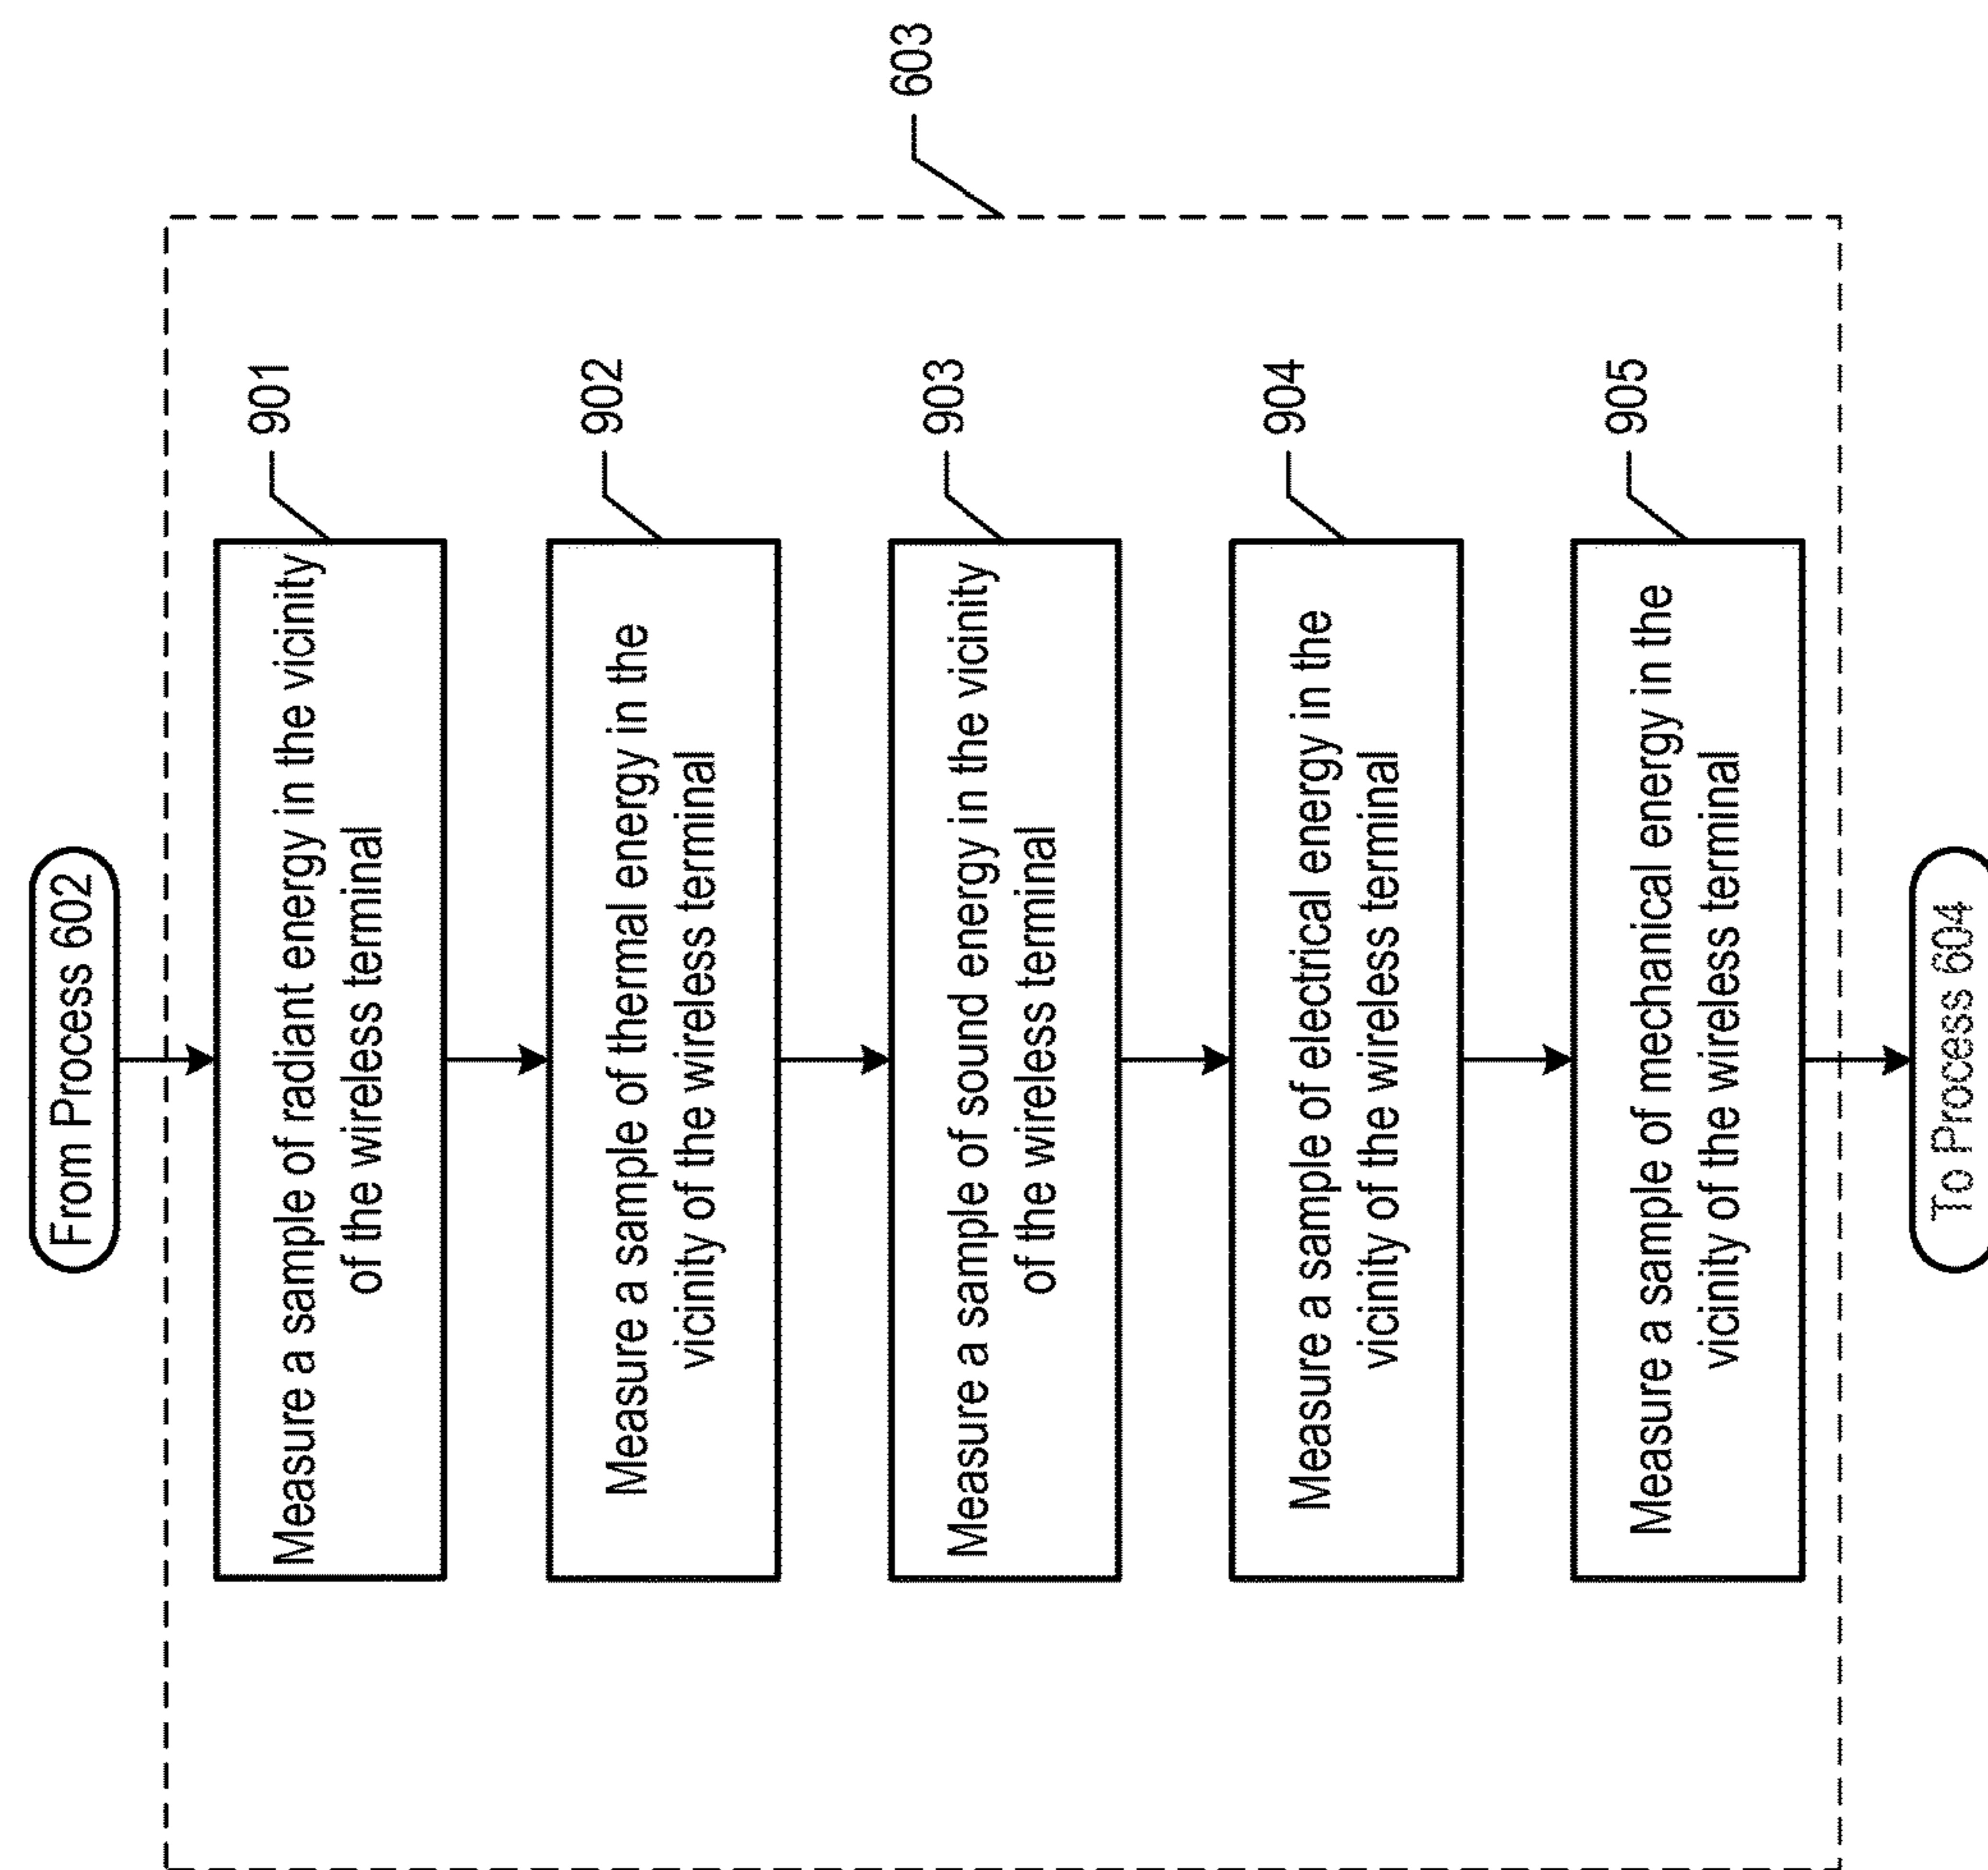 From Process 602
603
901
Measure a sample of radiant energy in the vicinity
of the wireless terminal
902
Measure a sample of thermal energy in the
vicinity of the wireless terminal
903
Measure a sample of sound energy in the vicinity
of the wireless terminal
904
Measure a sample of electrical energy in the
vicinity of the wireless terminal
905
Measure a sample of mechanical energy in the
vicinity of the wireless terminal
To Process 604